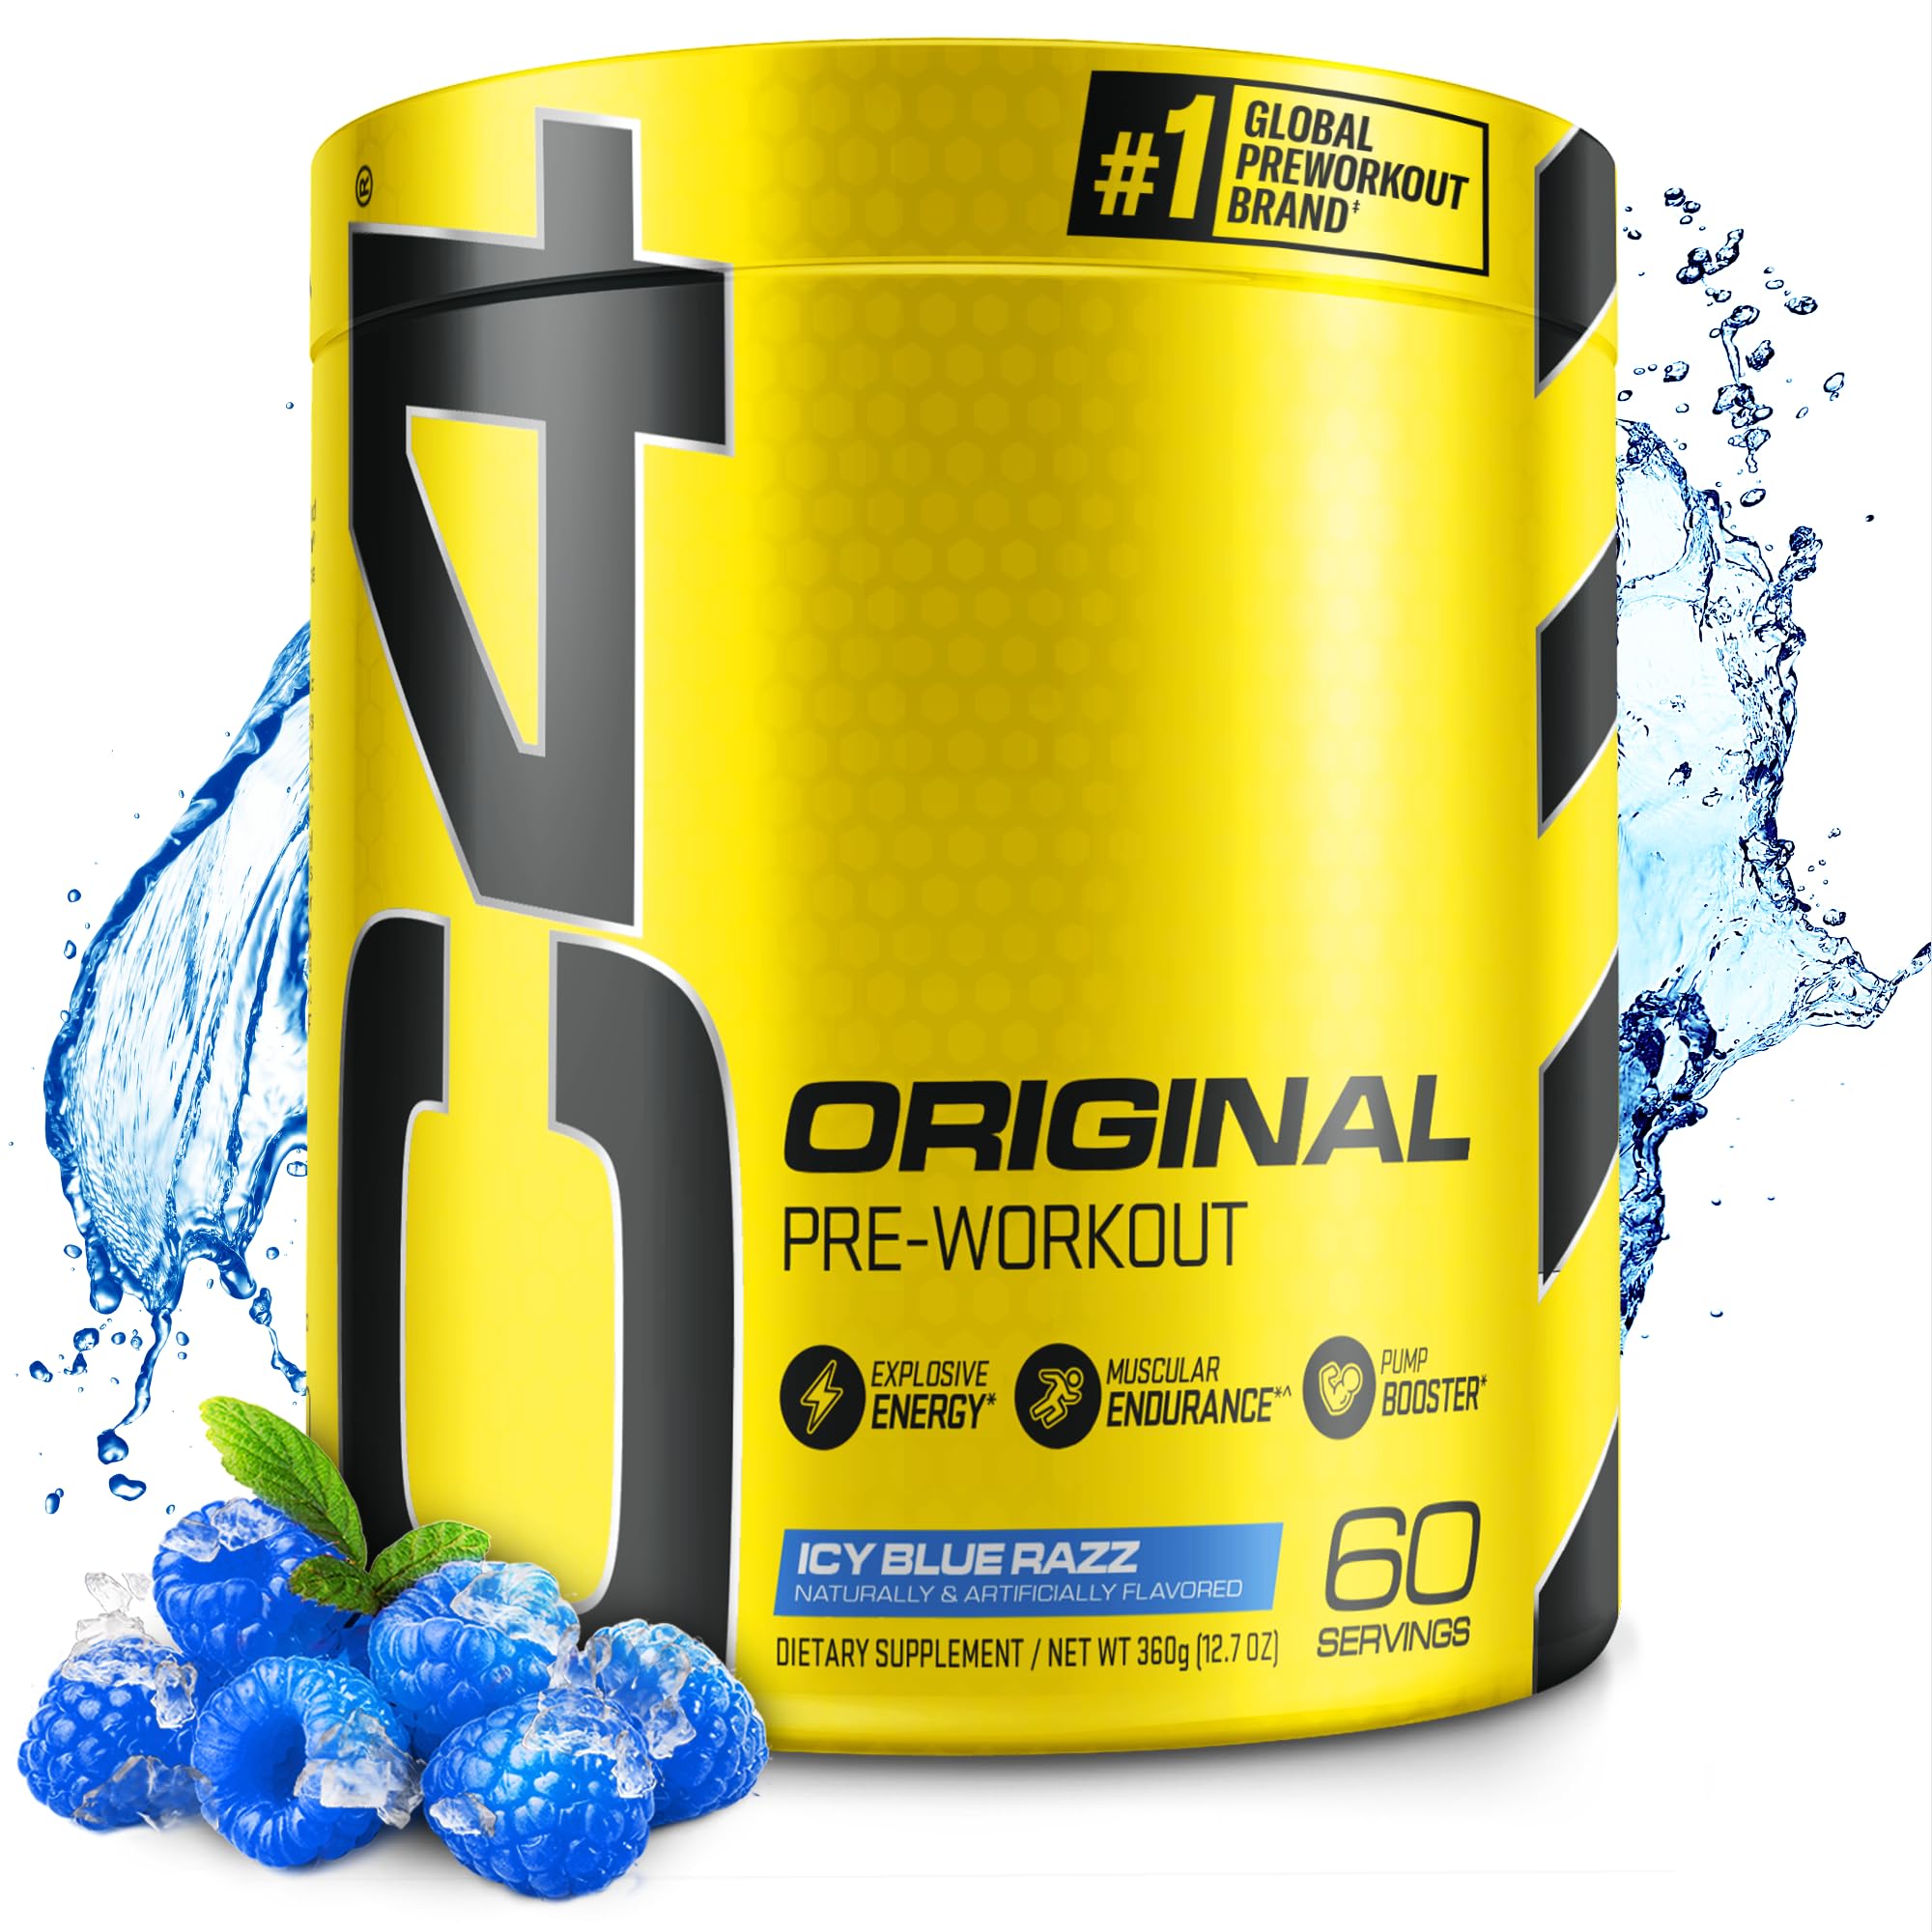 C4®
#1 GLOBAL
PREWORKOUT
BRAND‡
ORIGINAL
PRE-WORKOUT
EXPLOSIVE
ENERGY*
MUSCULAR
ENDURANCE*^
PUMP
BOOSTER*
ICY BLUE RAZZ
NATURALLY & ARTIFICIALLY FLAVORED
60
SERVINGS
DIETARY SUPPLEMENT / NET WT 360g (12.7 OZ)